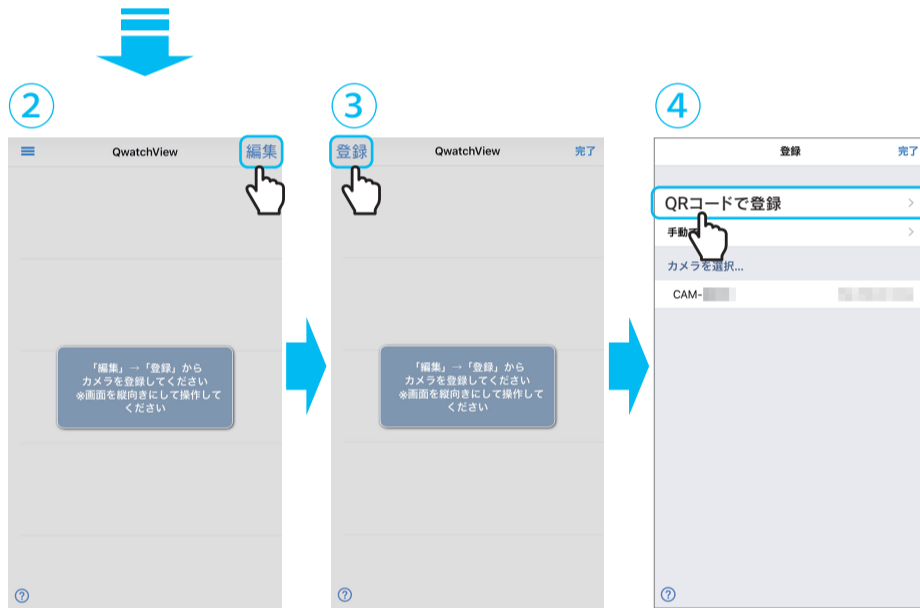 ②
QwatchView
編集
「編集」→「登録」から
カメラを登録してください
※画面を縦向きにして操作して
ください
?
③
登録
QwatchView
完了
「編集」→「登録」から
カメラを登録してください
※画面を縦向きにして操作して
ください
?
④
登録
完了
QRコードで登録
手動で
カメラを選択...
CAM-
?